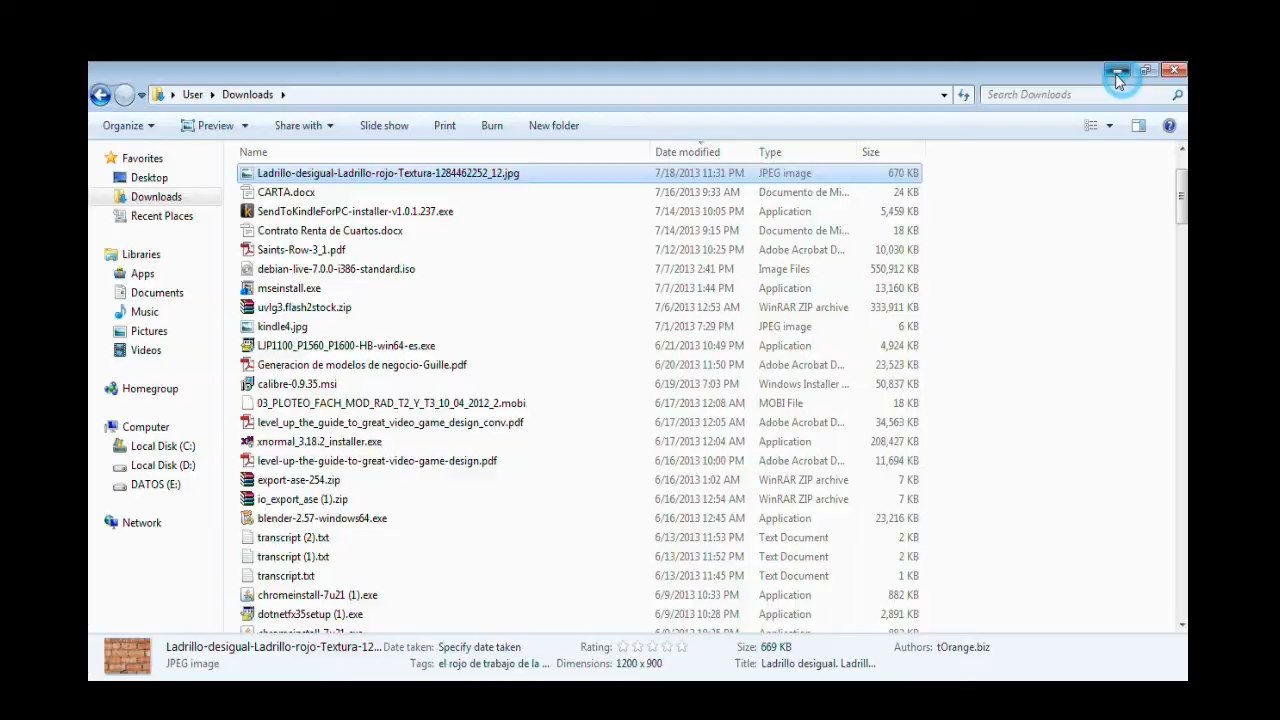 User Downloads
Search Downloads
Organize Preview Share with Slide show Print Burn New folder
Name Date modified Type Size
Favorites
Desktop
Downloads
Recent Places
Libraries
Apps
Documents
Music
Pictures
Videos
Homegroup
Computer
Local Disk (C:)
Local Disk (D:)
DATOS (E:)
Network
Ladrillo-desigual-Ladrillo-rojo-Textura-1284462252_12.jpg 7/18/2013 11:31 PM JPEG image 670 KB
CARTA.docx 7/16/2013 9:33 AM Documento de Mi... 24 KB
SendToKindleForPC-installer-v1.0.1.237.exe 7/14/2013 10:05 PM Application 5,459 KB
Contrato Renta de Cuartos.docx 7/14/2013 9:15 PM Documento de Mi... 18 KB
Saints-Row-3_1.pdf 7/12/2013 10:25 PM Adobe Acrobat D... 10,030 KB
debian-live-7.0.0-i386-standard.iso 7/7/2013 2:41 PM Image Files 550,912 KB
mseinstall.exe 7/7/2013 1:44 PM Application 13,160 KB
uvlg3.flash2stock.zip 7/6/2013 12:53 AM WinRAR ZIP archive 333,911 KB
kindle4.jpg 7/1/2013 7:29 PM JPEG image 6 KB
LJP1100_P1560_P1600-HB-win64-es.exe 6/21/2013 10:49 PM Application 4,924 KB
Generacion de modelos de negocio-Guille.pdf 6/20/2013 11:50 PM Adobe Acrobat D... 23,523 KB
calibre-0.9.35.msi 6/19/2013 7:03 PM Windows Installer ... 50,837 KB
03_PLOTEO_FACH_MOD_RAD_T2_Y_T3_10_04_2012_2.mobi 6/17/2013 12:08 AM MOBI File 18 KB
level_up_the_guide_to_great_video_game_design_conv.pdf 6/17/2013 12:05 AM Adobe Acrobat D... 34,563 KB
xnormal_3.18.2_installer.exe 6/17/2013 12:04 AM Application 208,427 KB
level-up-the-guide-to-great-video-game-design.pdf 6/16/2013 10:00 PM Adobe Acrobat D... 11,694 KB
export-ase-254.zip 6/16/2013 1:02 AM WinRAR ZIP archive 7 KB
io_export_ase (1).zip 6/16/2013 12:54 AM WinRAR ZIP archive 7 KB
blender-2.57-windows64.exe 6/16/2013 12:45 AM Application 23,216 KB
transcript (2).txt 6/13/2013 11:53 PM Text Document 2 KB
transcript (1).txt 6/13/2013 11:52 PM Text Document 2 KB
transcript.txt 6/13/2013 11:45 PM Text Document 1 KB
chromeinstall-7u21 (1).exe 6/9/2013 10:33 PM Application 882 KB
dotnetfx35setup (1).exe 6/9/2013 10:28 PM Application 2,891 KB
Ladrillo-desigual-Ladrillo-rojo-Textura-12... Date taken: Specify date taken Rating: Size: 669 KB Authors: tOrange.biz
JPEG image Tags: el rojo de trabajo de la ... Dimensions: 1200 x 900 Title: Ladrillo desigual. Ladrill...